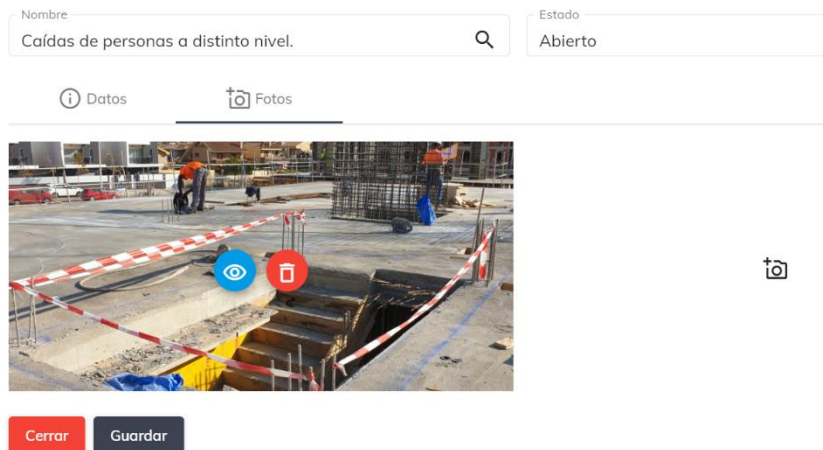 Nombre
Caídas de personas a distinto nivel.
Estado
Abierto
Datos
Fotos
Cerrar
Guardar